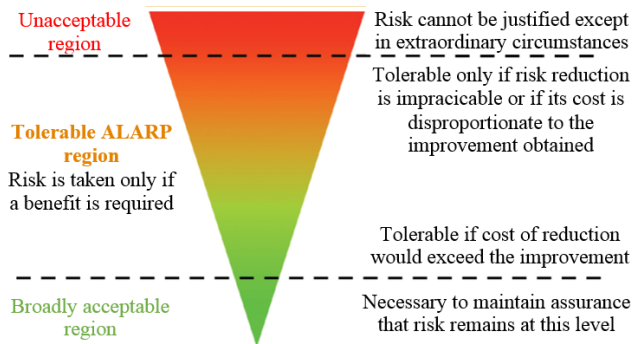 Unacceptable
region
Risk cannot be justified except
in extraordinary circumstances
Tolerable only if risk reduction
is impracicable or if its cost is
disproportionate to the
improvement obtained
Tolerable ALARP
region
Risk is taken only if
a benefit is required
Tolerable if cost of reduction
would exceed the improvement
Broadly acceptable
region
Necessary to maintain assurance
that risk remains at this level